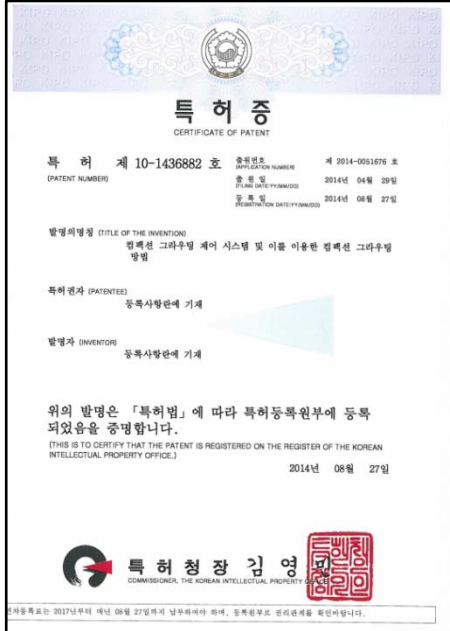 특허증
CERTIFICATE OF PATENT
특 허 제 10-1436882 호 출원번호 제 2014-0051676 호
(PATENT NUMBER) (APPLICATION NUMBER)
출원일 2014년 04월 29일
(FILING DATE:YY/MM/DD)
등록일 2014년 08월 27일
(REGISTRATION DATE:YY/MM/DD)
발명의명칭 (TITLE OF THE INVENTION)
컴팩션 그라우팅 제어 시스템 및 이를 이용한 컴팩션 그라우팅
방법
특허권자 (PATENTEE)
등록사항란에 기재
발명자 (INVENTOR)
등록사항란에 기재
위의 발명은 「특허법」에 따라 특허등록원부에 등록
되었음을 증명합니다.
(THIS IS TO CERTIFY THAT THE PATENT IS REGISTERED ON THE REGISTER OF THE KOREAN
INTELLECTUAL PROPERTY OFFICE.)
2014년 08월 27일
특허청장 김영민
COMMISSIONER, THE KOREAN INTELLECTUAL PROPERTY OFFICE
연차등록료는 2017년부터 매년 08월 27일까지 납부하여야 하며, 등록원부로 권리관계를 확인바랍니다.